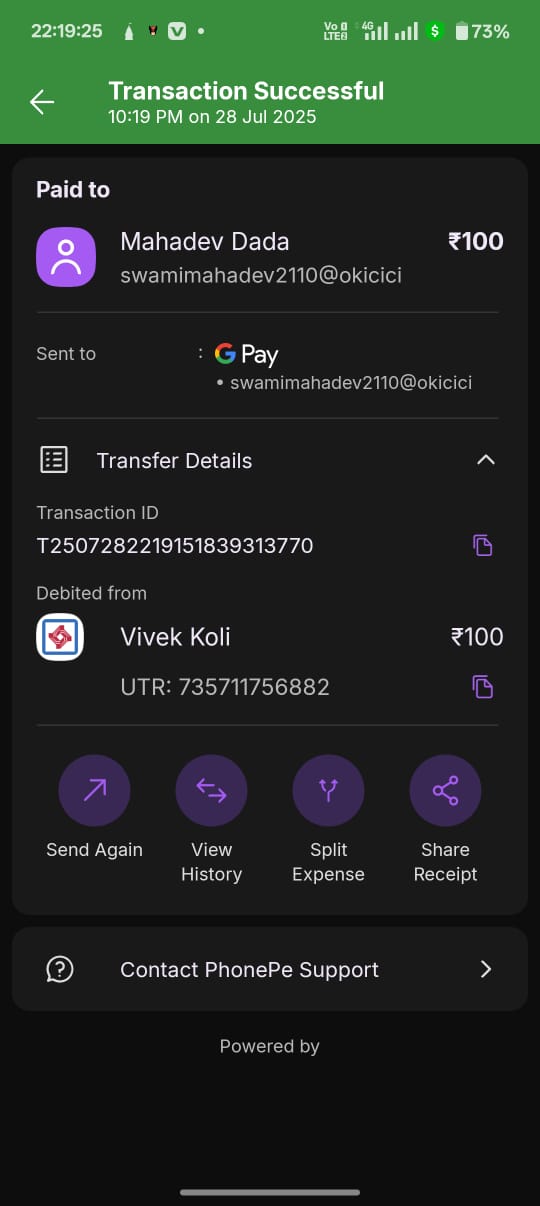 22:19:25
Vo LTE2 4G 73%
Transaction Successful
10:19 PM on 28 Jul 2025
Paid to
Mahadev Dada ₹100
swamimahadev2110@okicici
Sent to : G Pay
• swamimahadev2110@okicici
Transfer Details
Transaction ID
T2507282219151839313770
Debited from
Vivek Koli ₹100
UTR: 735711756882
Send Again
View History
Split Expense
Share Receipt
Contact PhonePe Support
Powered by